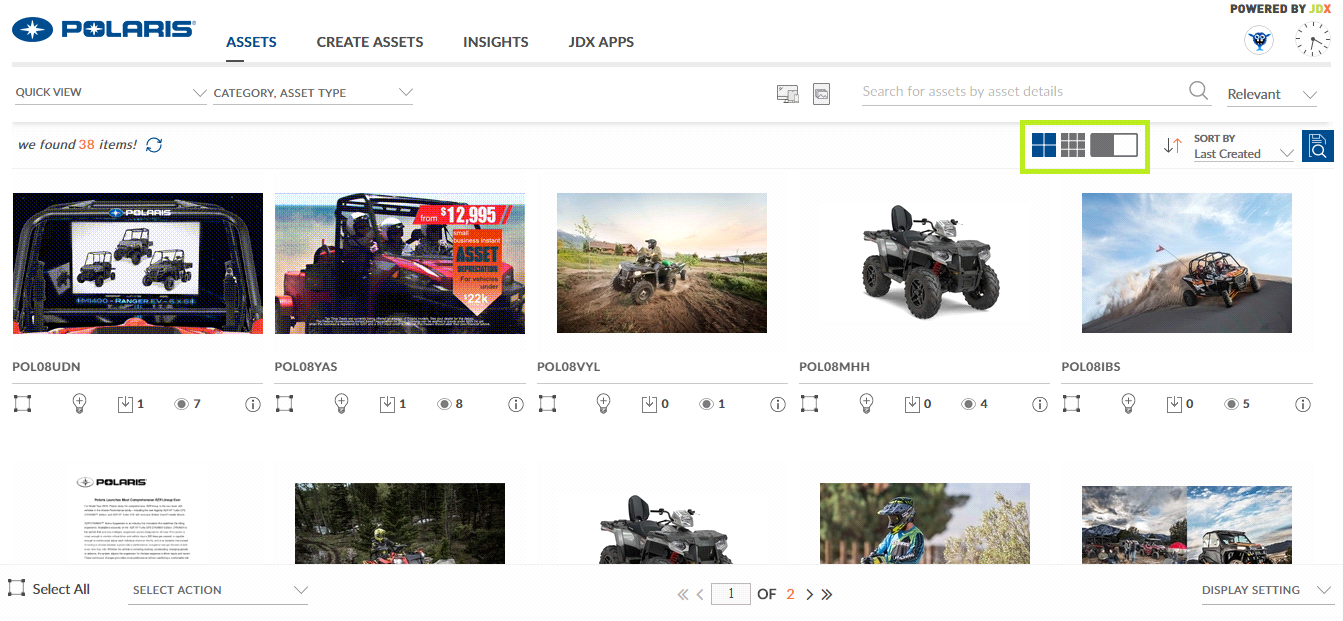 POWERED BY JDX
POLARIS
ASSETS
CREATE ASSETS
INSIGHTS
JDX APPS
QUICK VIEW
CATEGORY, ASSET TYPE
Search for assets by asset details
Relevant
we found 38 items!
SORT BY
Last Created
POLARIS
RANGER EV - 6 X 6
from $12,995
small
business instant
ASSET
DEPRECIATION
For vehicles
under
$22k
POL08UDN
POL08YAS
POL08VYL
POL08MHH
POL08IBS
1
7
1
8
0
1
0
4
0
5
POLARIS
Polaris Launches Most Comprehensive RZR Lineup Ever
Select All
SELECT ACTION
1 OF 2
DISPLAY SETTING